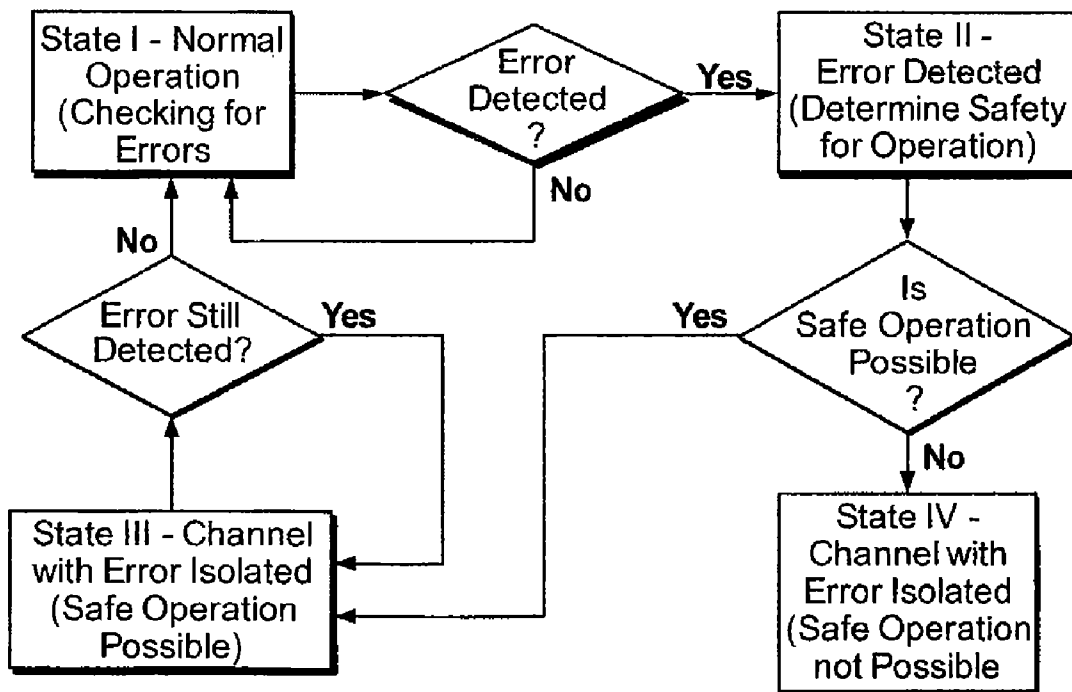 State I - Normal
Operation
(Checking for
Errors
Error
Detected
?
Yes
No
State II -
Error Detected
(Determine Safety
for Operation)
Is
Safe Operation
Possible
?
Yes
No
State IV -
Channel with
Error Isolated
(Safe Operation
not Possible
State III - Channel
with Error Isolated
(Safe Operation
Possible)
Error Still
Detected?
Yes
No